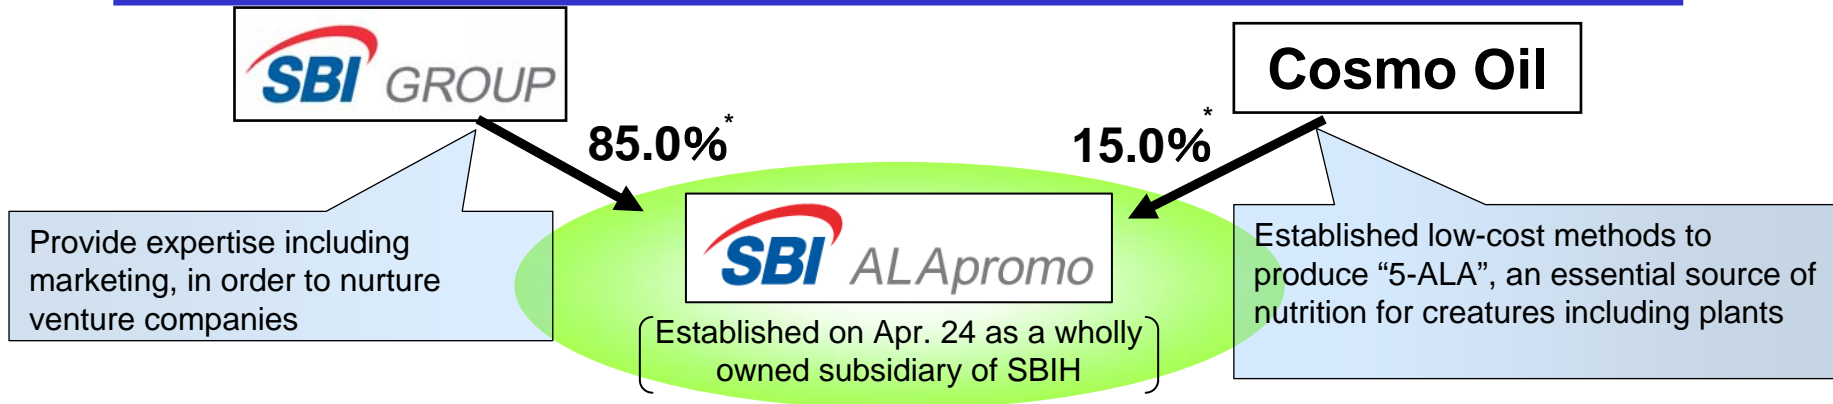 SBI GROUP
Cosmo Oil
85.0%*
15.0%*
Provide expertise including
marketing, in order to nurture
venture companies
SBI ALApromo
Established on Apr. 24 as a wholly
owned subsidiary of SBIH
Established low-cost methods to
produce “5-ALA”, an essential source of
nutrition for creatures including plants